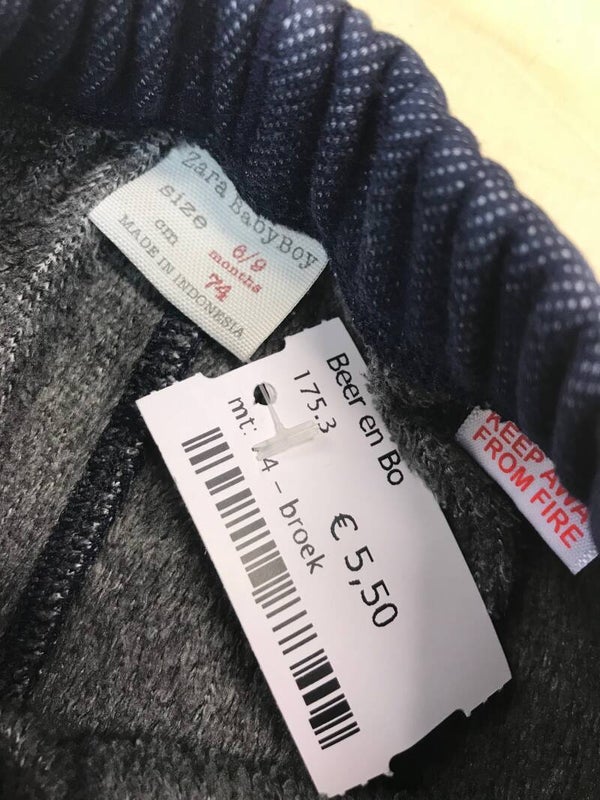 Zara BabyBoy
size 6/9
months
cm 74
MADE IN INDONESIA
Beer en Bo
175.3
mt: 4 - broek
€ 5,50
KEEP AWA
FROM FIRE